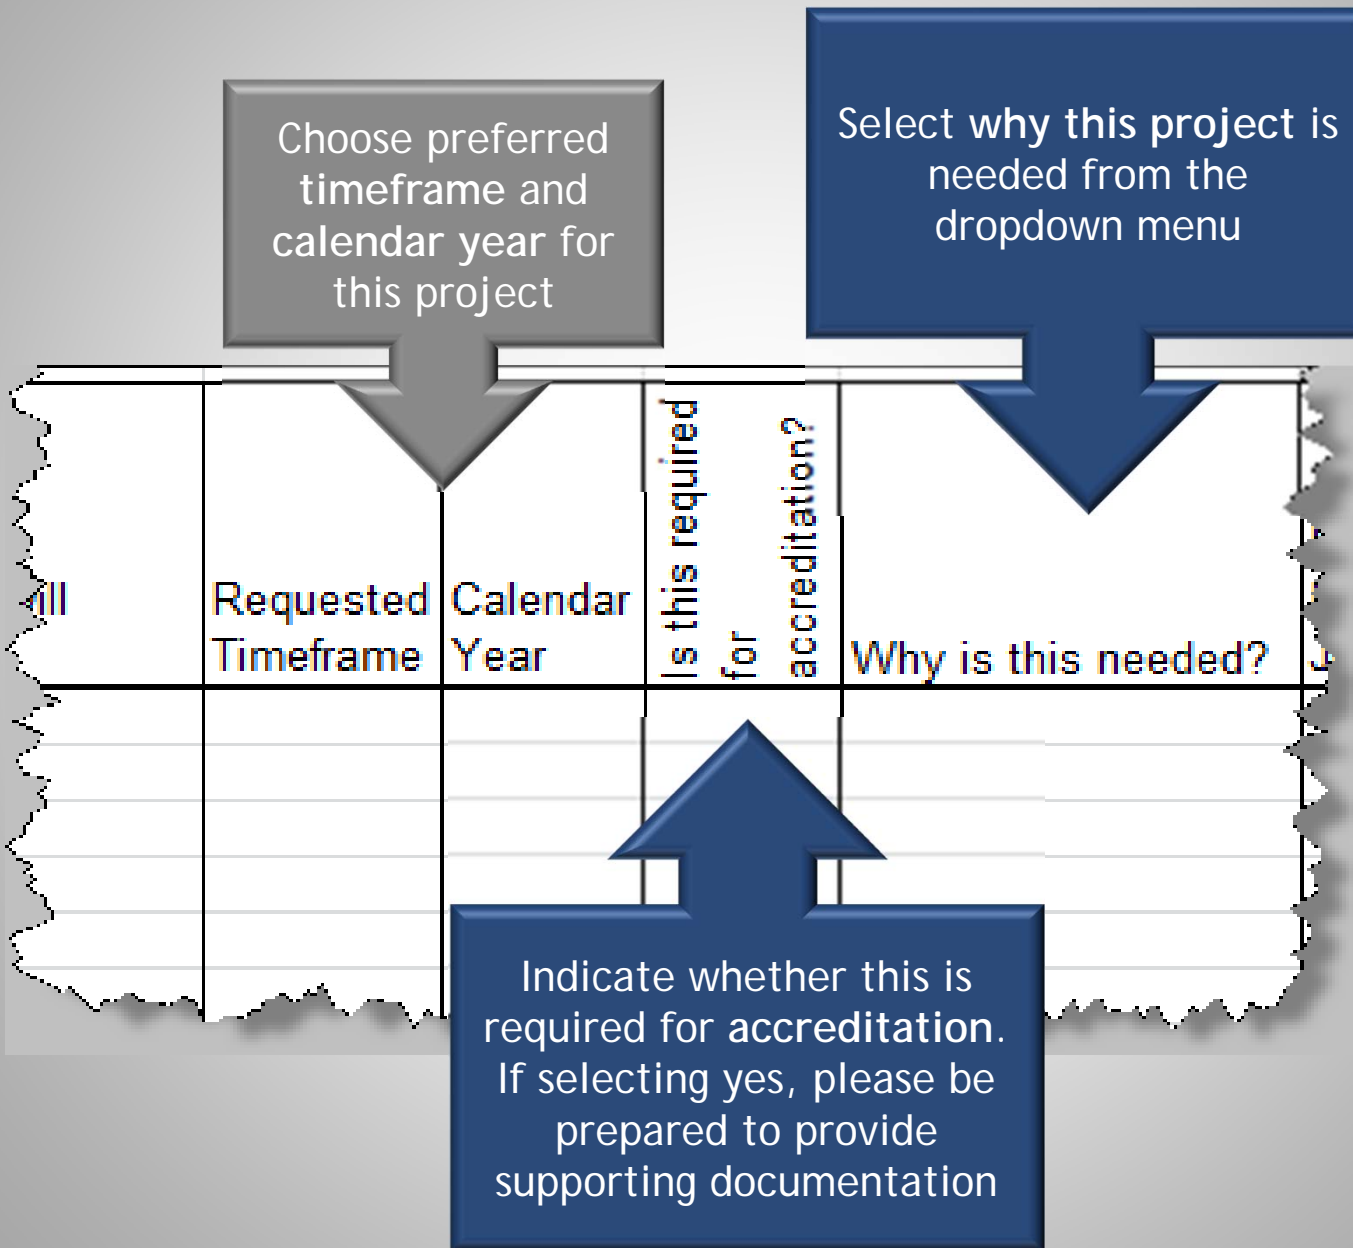 Choose preferred
timeframe and
calendar year for
this project
Select why this project is
needed from the
dropdown menu
Requested
Timeframe
Calendar
Year
Is this required
for
accreditation?
Why is this needed?
Indicate whether this is
required for accreditation.
If selecting yes, please be
prepared to provide
supporting documentation